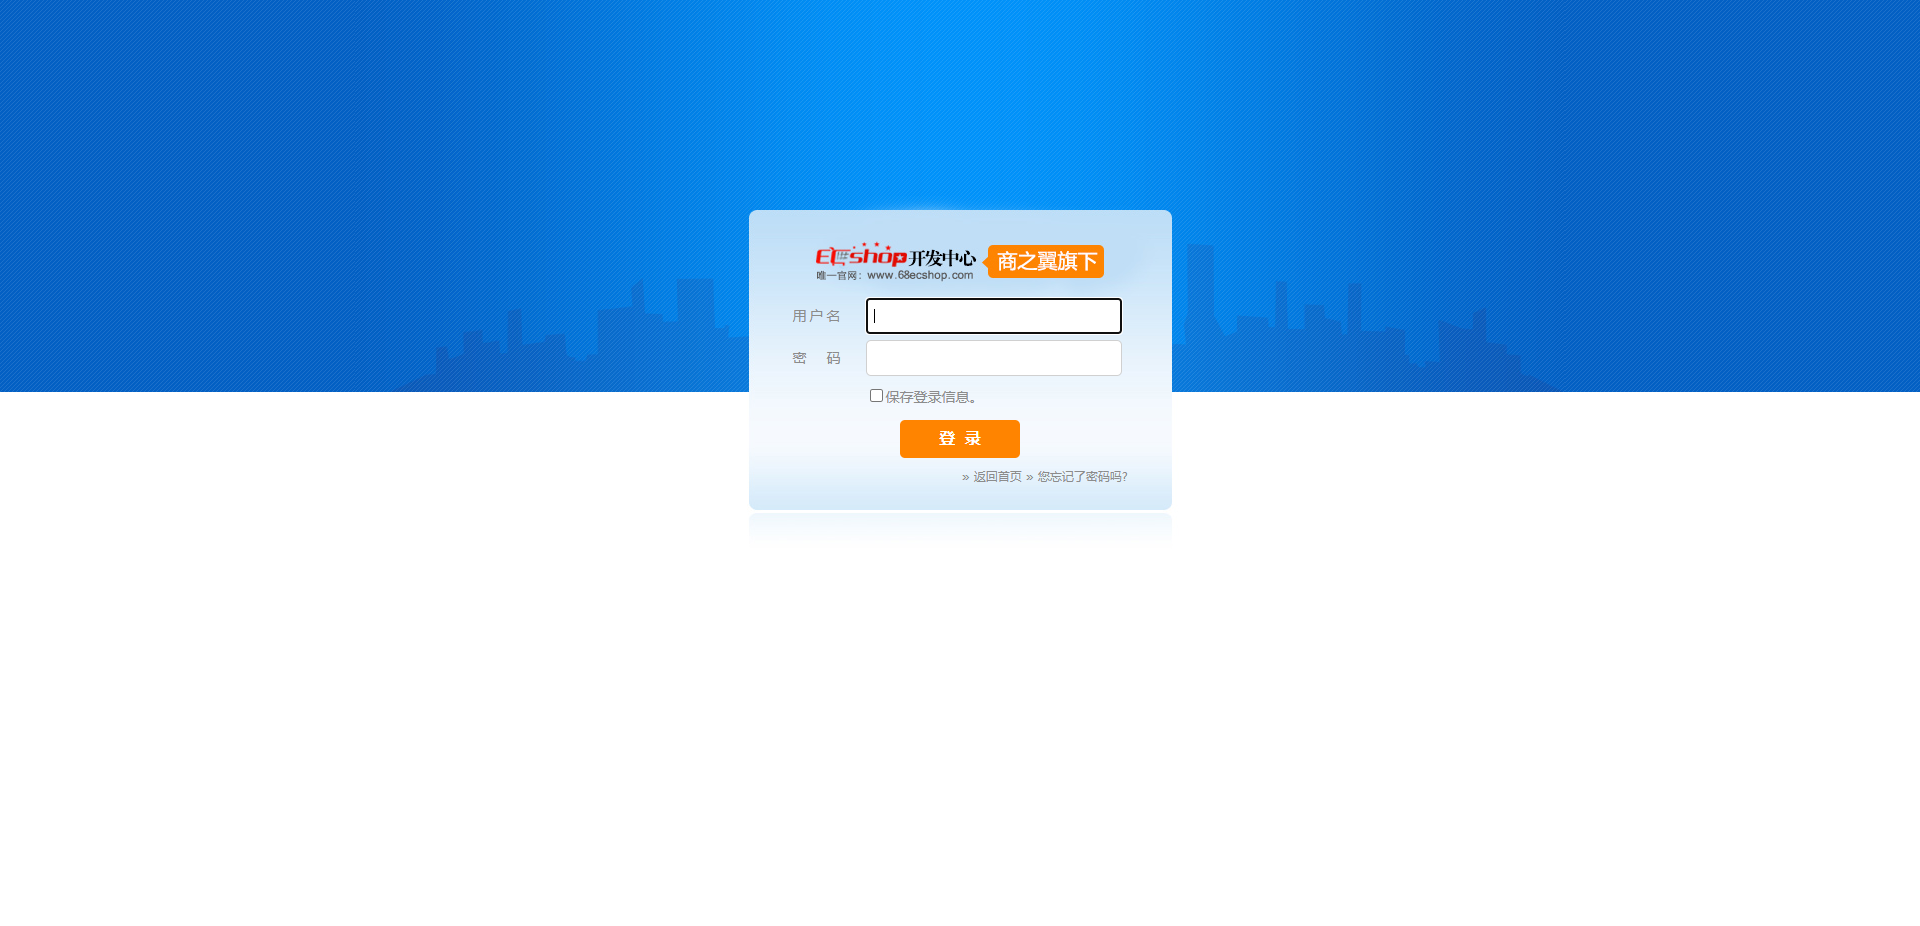 ECshop开发中心 商之翼旗下
唯一官网：www.68ecshop.com
用户名
密 码
保存登录信息。
登 录
» 返回首页 » 您忘记了密码吗?